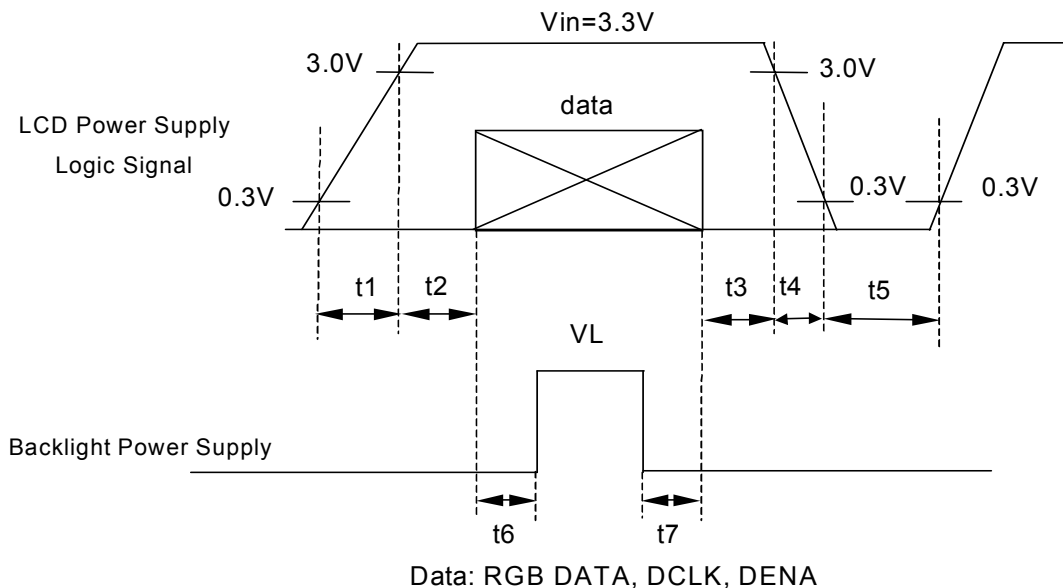 Vin=3.3V
3.0V
3.0V
data
LCD Power Supply
Logic Signal
0.3V
0.3V
0.3V
t1
t2
t3
t4
t5
VL
Backlight Power Supply
t6
t7
Data: RGB DATA, DCLK, DENA